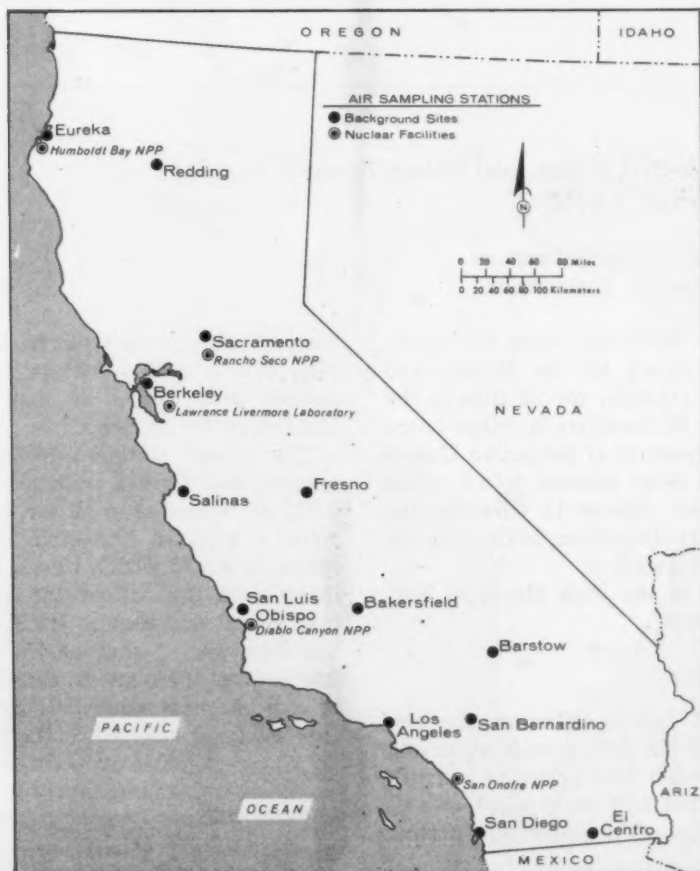 OREGON
IDAHO
AIR SAMPLING STATIONS
Background Sites
Nuclear Facilities
Eureka
Humboldt Bay NPP
Redding
N
0 20 40 60 80 Miles
0 20 40 60 80 100 Kilometers
Sacramento
Rancho Seco NPP
Berkeley
Lawrence Livermore Laboratory
NEVADA
Salinas
Fresno
San Luis
Obispo
Diablo Canyon NPP
Bakersfield
Barstow
PACIFIC
Los
Angeles
San Bernardino
San Onofre NPP
ARIZ
OCEAN
San Diego
El
Centro
MEXICO